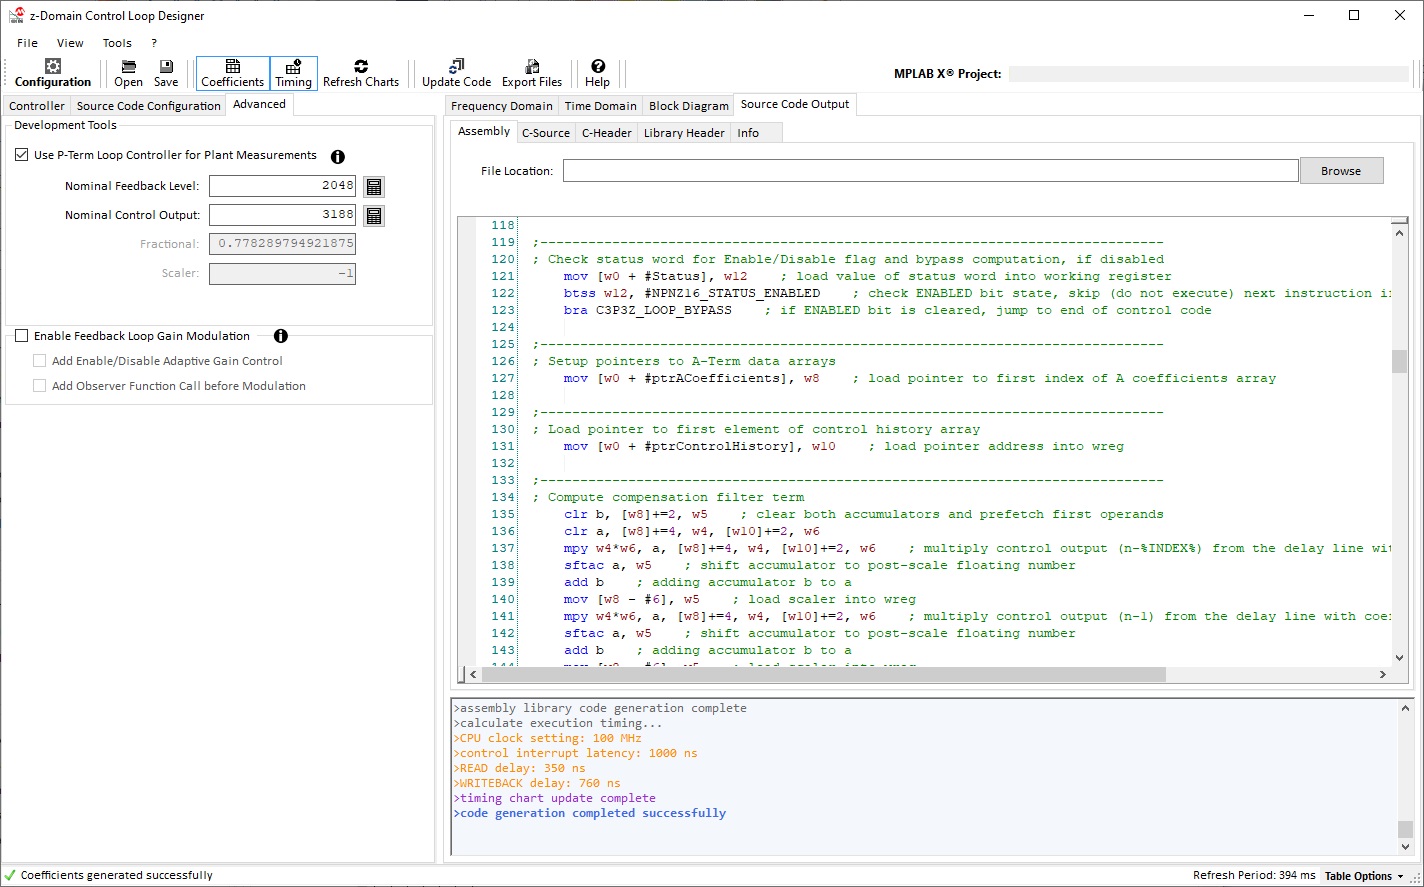 z-Domain Control Loop Designer
File View Tools ?
Configuration Open Save Coefficients Timing Refresh Charts Update Code Export Files Help MPLAB X® Project:
Controller Source Code Configuration Advanced
Development Tools
Use P-Term Loop Controller for Plant Measurements
Nominal Feedback Level: 2048
Nominal Control Output: 3188
Fractional: 0.778289794921875
Scaler: -1
Enable Feedback Loop Gain Modulation
Add Enable/Disable Adaptive Gain Control
Add Observer Function Call before Modulation
Frequency Domain Time Domain Block Diagram Source Code Output
Assembly C-Source C-Header Library Header Info
File Location: Browse
118
119 ;------------------------------------------------------------------------------
120 ; Check status word for Enable/Disable flag and bypass computation, if disabled
121 mov [w0 + #Status], w12 ; load value of status word into working register
122 btss w12, #NPNZ16_STATUS_ENABLED ; check ENABLED bit state, skip (do not execute) next instruction i
123 bra C3P3Z_LOOP_BYPASS ; if ENABLED bit is cleared, jump to end of control code
124
125 ;------------------------------------------------------------------------------
126 ; Setup pointers to A-Term data arrays
127 mov [w0 + #ptrACoefficients], w8 ; load pointer to first index of A coefficients array
128
129 ;------------------------------------------------------------------------------
130 ; Load pointer to first element of control history array
131 mov [w0 + #ptrControlHistory], w10 ; load pointer address into wreg
132
133 ;------------------------------------------------------------------------------
134 ; Compute compensation filter term
135 clr b, [w8]+=2, w5 ; clear both accumulators and prefetch first operands
136 clr a, [w8]+=4, w4, [w10]+=2, w6
137 mpy w4*w6, a, [w8]+=4, w4, [w10]+=2, w6 ; multiply control output (n-%INDEX%) from the delay line wit
138 sftac a, w5 ; shift accumulator to post-scale floating number
139 add b ; adding accumulator b to a
140 mov [w8 - #6], w5 ; load scaler into wreg
141 mpy w4*w6, a, [w8]+=4, w4, [w10]+=2, w6 ; multiply control output (n-1) from the delay line with coe
142 sftac a, w5 ; shift accumulator to post-scale floating number
143 add b ; adding accumulator b to a
144 mov [w8 - #6], w5 ; load scaler into wreg
>assembly library code generation complete
>calculate execution timing...
>CPU clock setting: 100 MHz
>control interrupt latency: 1000 ns
>READ delay: 350 ns
>WRITEBACK delay: 760 ns
>timing chart update complete
>code generation completed successfully
Coefficients generated successfully Refresh Period: 394 ms Table Options